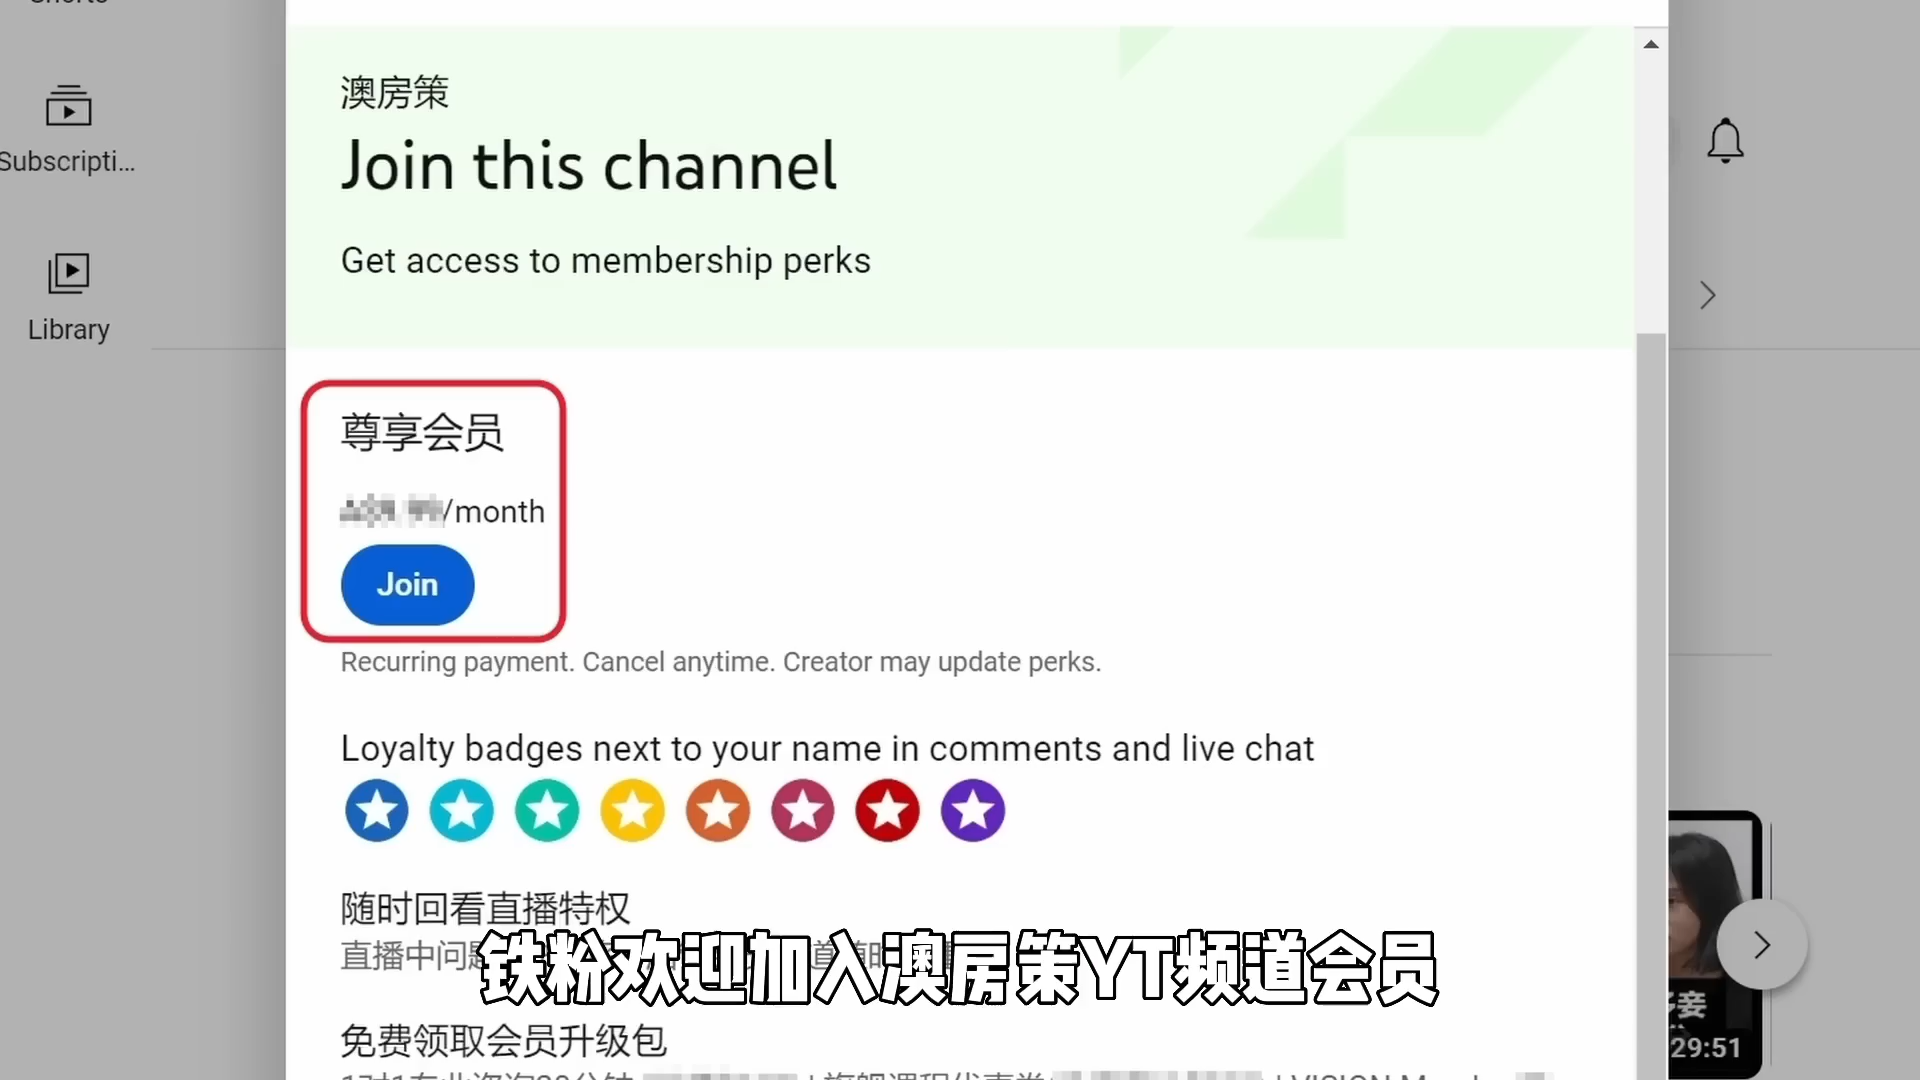 Subscripti...
Library
澳房策
Join this channel
Get access to membership perks
尊享会员
/month
Join
Recurring payment. Cancel anytime. Creator may update perks.
Loyalty badges next to your name in comments and live chat
随时回看直播特权
直播中问
铁粉欢迎加入澳房策YT频道会员
免费领取会员升级包
29:51